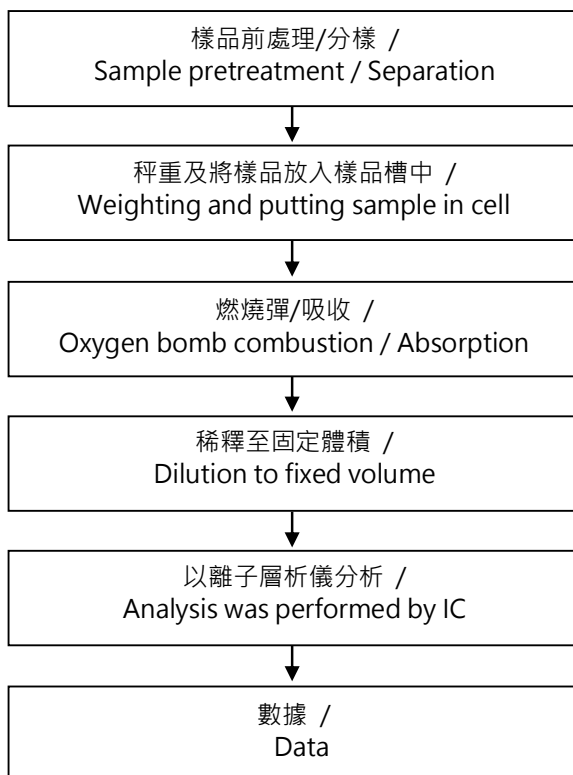 樣品前處理/分樣 /
Sample pretreatment / Separation
秤重及將樣品放入樣品槽中 /
Weighting and putting sample in cell
燃燒彈/吸收 /
Oxygen bomb combustion / Absorption
稀釋至固定體積 /
Dilution to fixed volume
以離子層析儀分析 /
Analysis was performed by IC
數據 /
Data